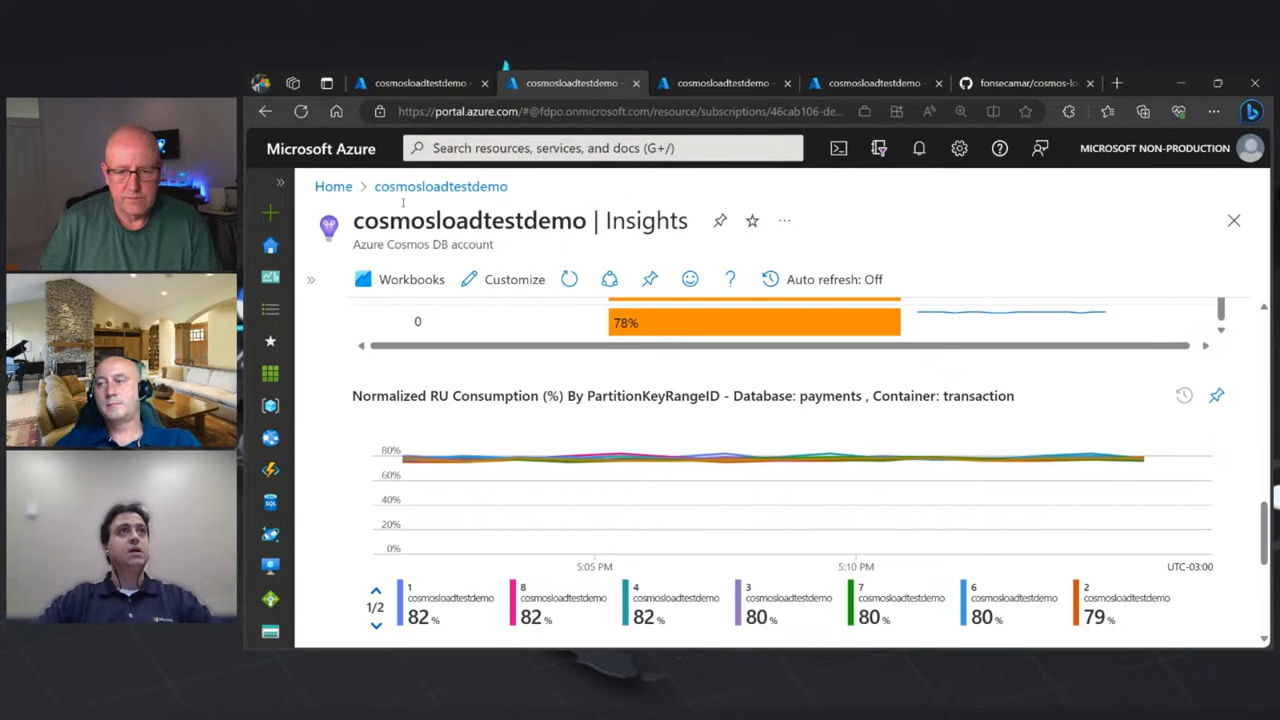 cosmosloadtestdemo
cosmosloadtestdemo
cosmosloadtestdemo
cosmosloadtestdemo
fonsecamar/cosmos-lo
https://portal.azure.com/#@fdpo.onmicrosoft.com/resource/subscriptions/46cab106-de...
Microsoft Azure
Search resources, services, and docs (G+/)
MICROSOFT NON-PRODUCTION
Home > cosmosloadtestdemo
cosmosloadtestdemo | Insights
Azure Cosmos DB account
Workbooks
Customize
Auto refresh: Off
0
78%
Normalized RU Consumption (%) By PartitionKeyRangeID - Database: payments , Container: transaction
80%
60%
40%
20%
0%
5:05 PM
5:10 PM
UTC-03:00
1/2
1
cosmosloadtestdemo
82 %
8
cosmosloadtestdemo
82 %
4
cosmosloadtestdemo
82 %
3
cosmosloadtestdemo
80 %
7
cosmosloadtestdemo
80 %
6
cosmosloadtestdemo
80 %
2
cosmosloadtestdemo
79 %